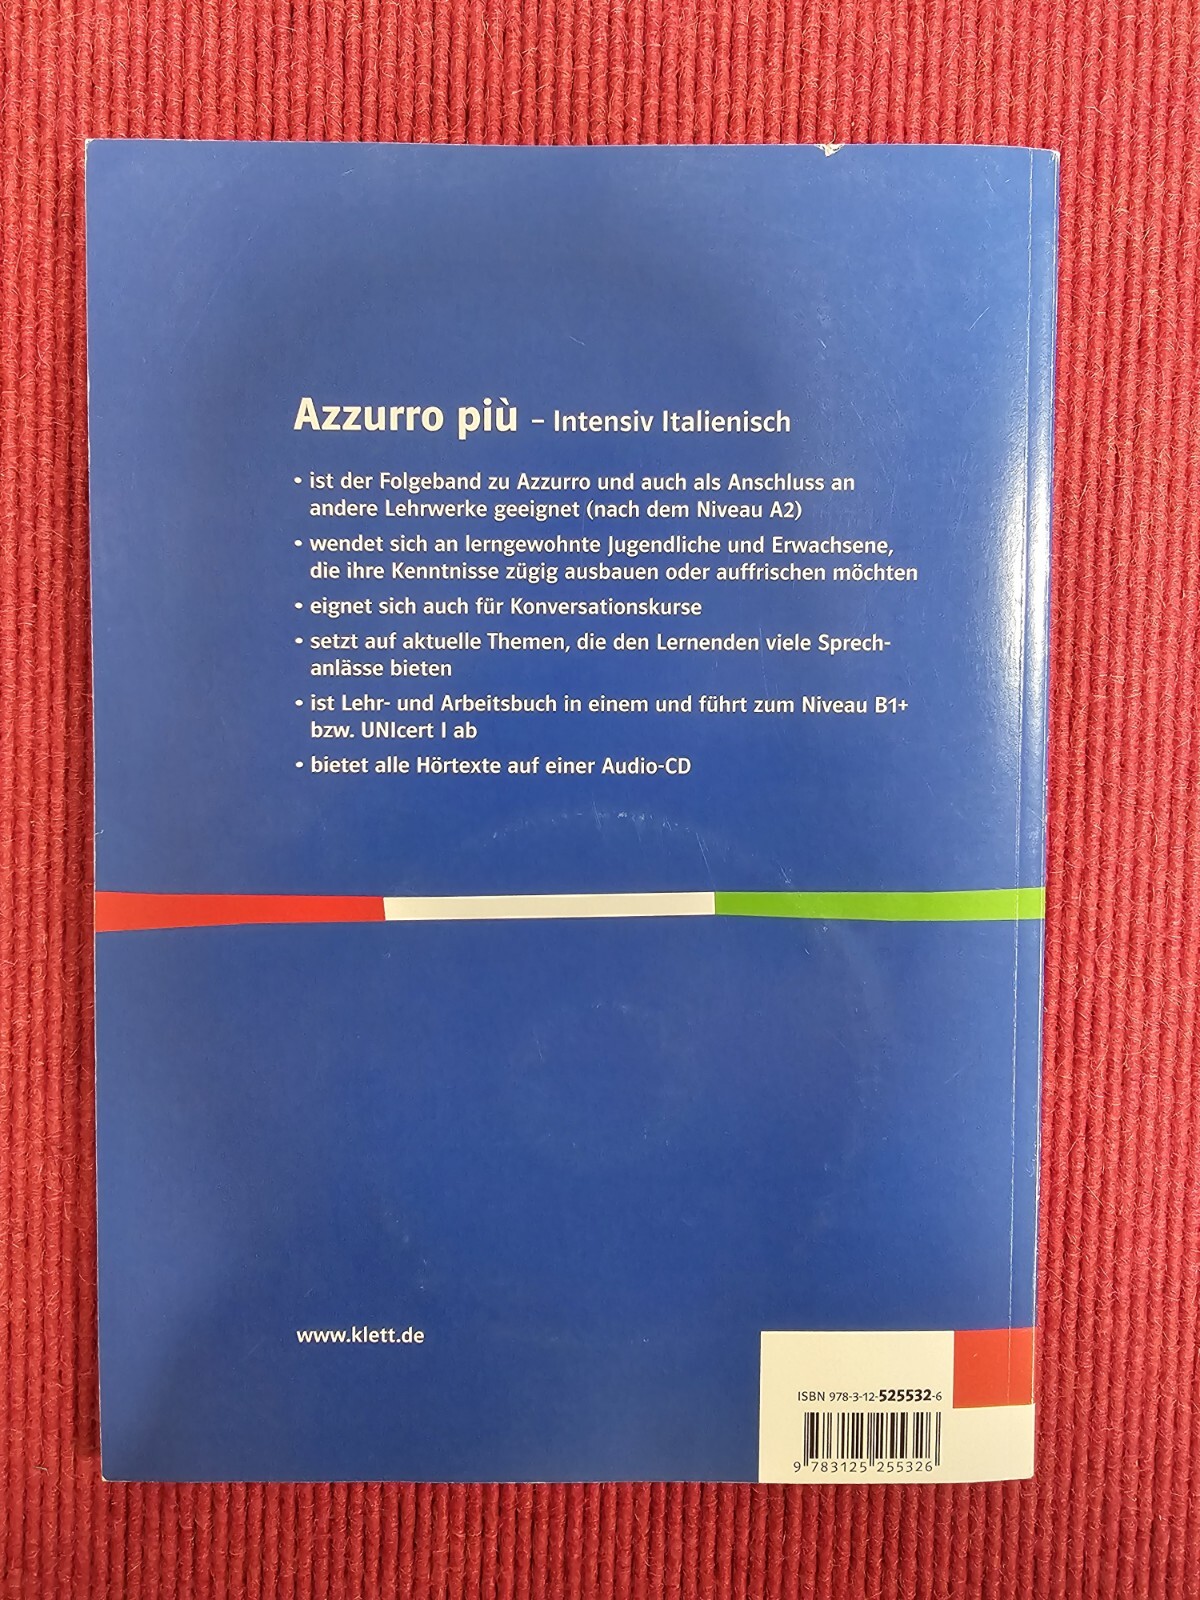 Azzurro più – Intensiv Italienisch
• ist der Folgeband zu Azzurro und auch als Anschluss an
andere Lehrwerke geeignet (nach dem Niveau A2)
• wendet sich an lerngewohnte Jugendliche und Erwachsene,
die ihre Kenntnisse zügig ausbauen oder auffrischen möchten
• eignet sich auch für Konversationskurse
• setzt auf aktuelle Themen, die den Lernenden viele Sprech-
anlässe bieten
• ist Lehr- und Arbeitsbuch in einem und führt zum Niveau B1+
bzw. UNIcert I ab
• bietet alle Hörtexte auf einer Audio-CD
www.klett.de
ISBN 978-3-12-525532-6
9 783125 255326